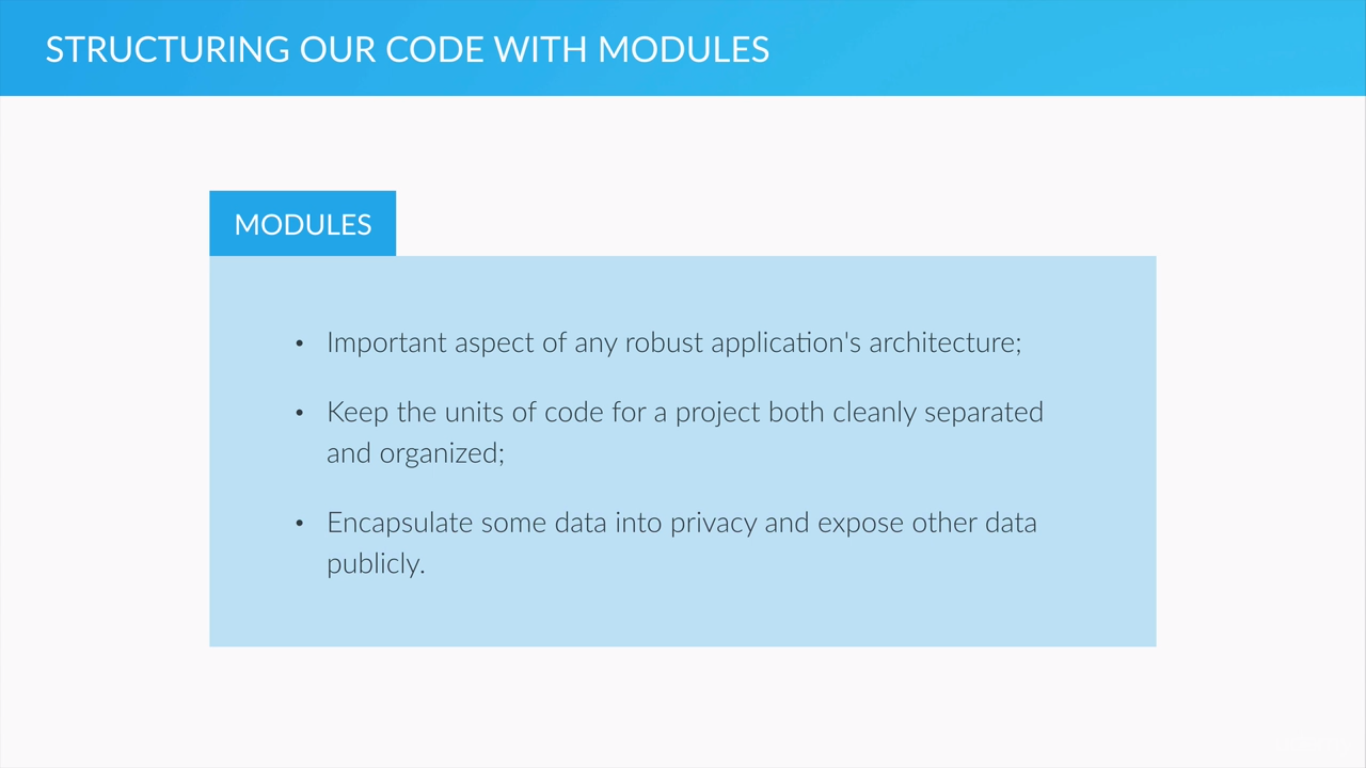 STRUCTURING OUR CODE WITH MODULES
MODULES
• Important aspect of any robust application's architecture;
• Keep the units of code for a project both cleanly separated
and organized;
• Encapsulate some data into privacy and expose other data
publicly.